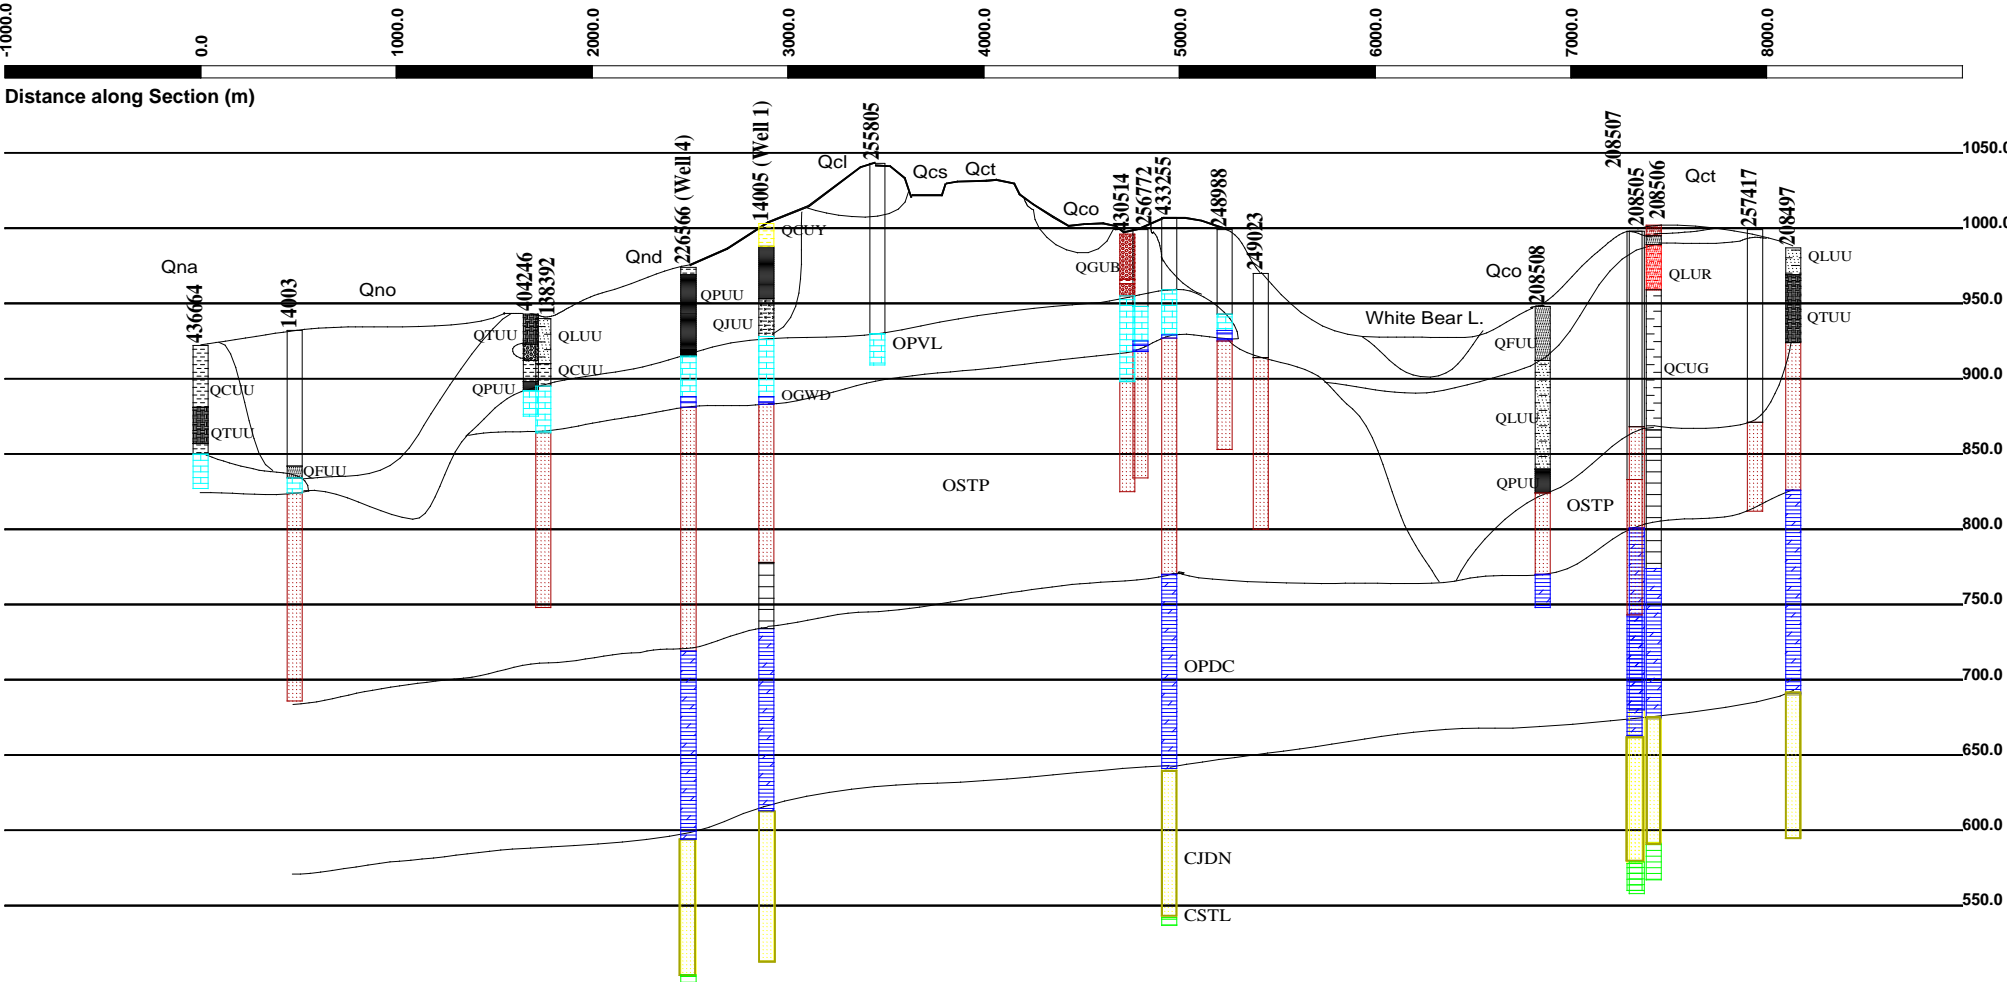 -1000.0 0.0 1000.0 2000.0 3000.0 4000.0 5000.0 6000.0 7000.0 8000.0
Distance along Section (m)
1050.0
1000.0
950.0
900.0
850.0
800.0
750.0
700.0
650.0
600.0
550.0
436664
14003
404246
138392
226566 (Well 4)
14005 (Well 1)
255805
430514
256772
433255
248988
249023
208508
208507
208505
208506
257417
208497
Qna
Qno
Qnd
Qcl
Qcs
Qct
Qco
Qco
Qct
White Bear L.
QCUU
QTUU
QFUU
QTUU
QPUU
QLUU
QCUU
QPUU
QCUY
QJUU
OGWD
OPVL
QGUB
OSTP
OPDC
CJDN
CSTL
QFUU
QLUU
QPUU
OSTP
QLUR
QCUG
QLUU
QTUU